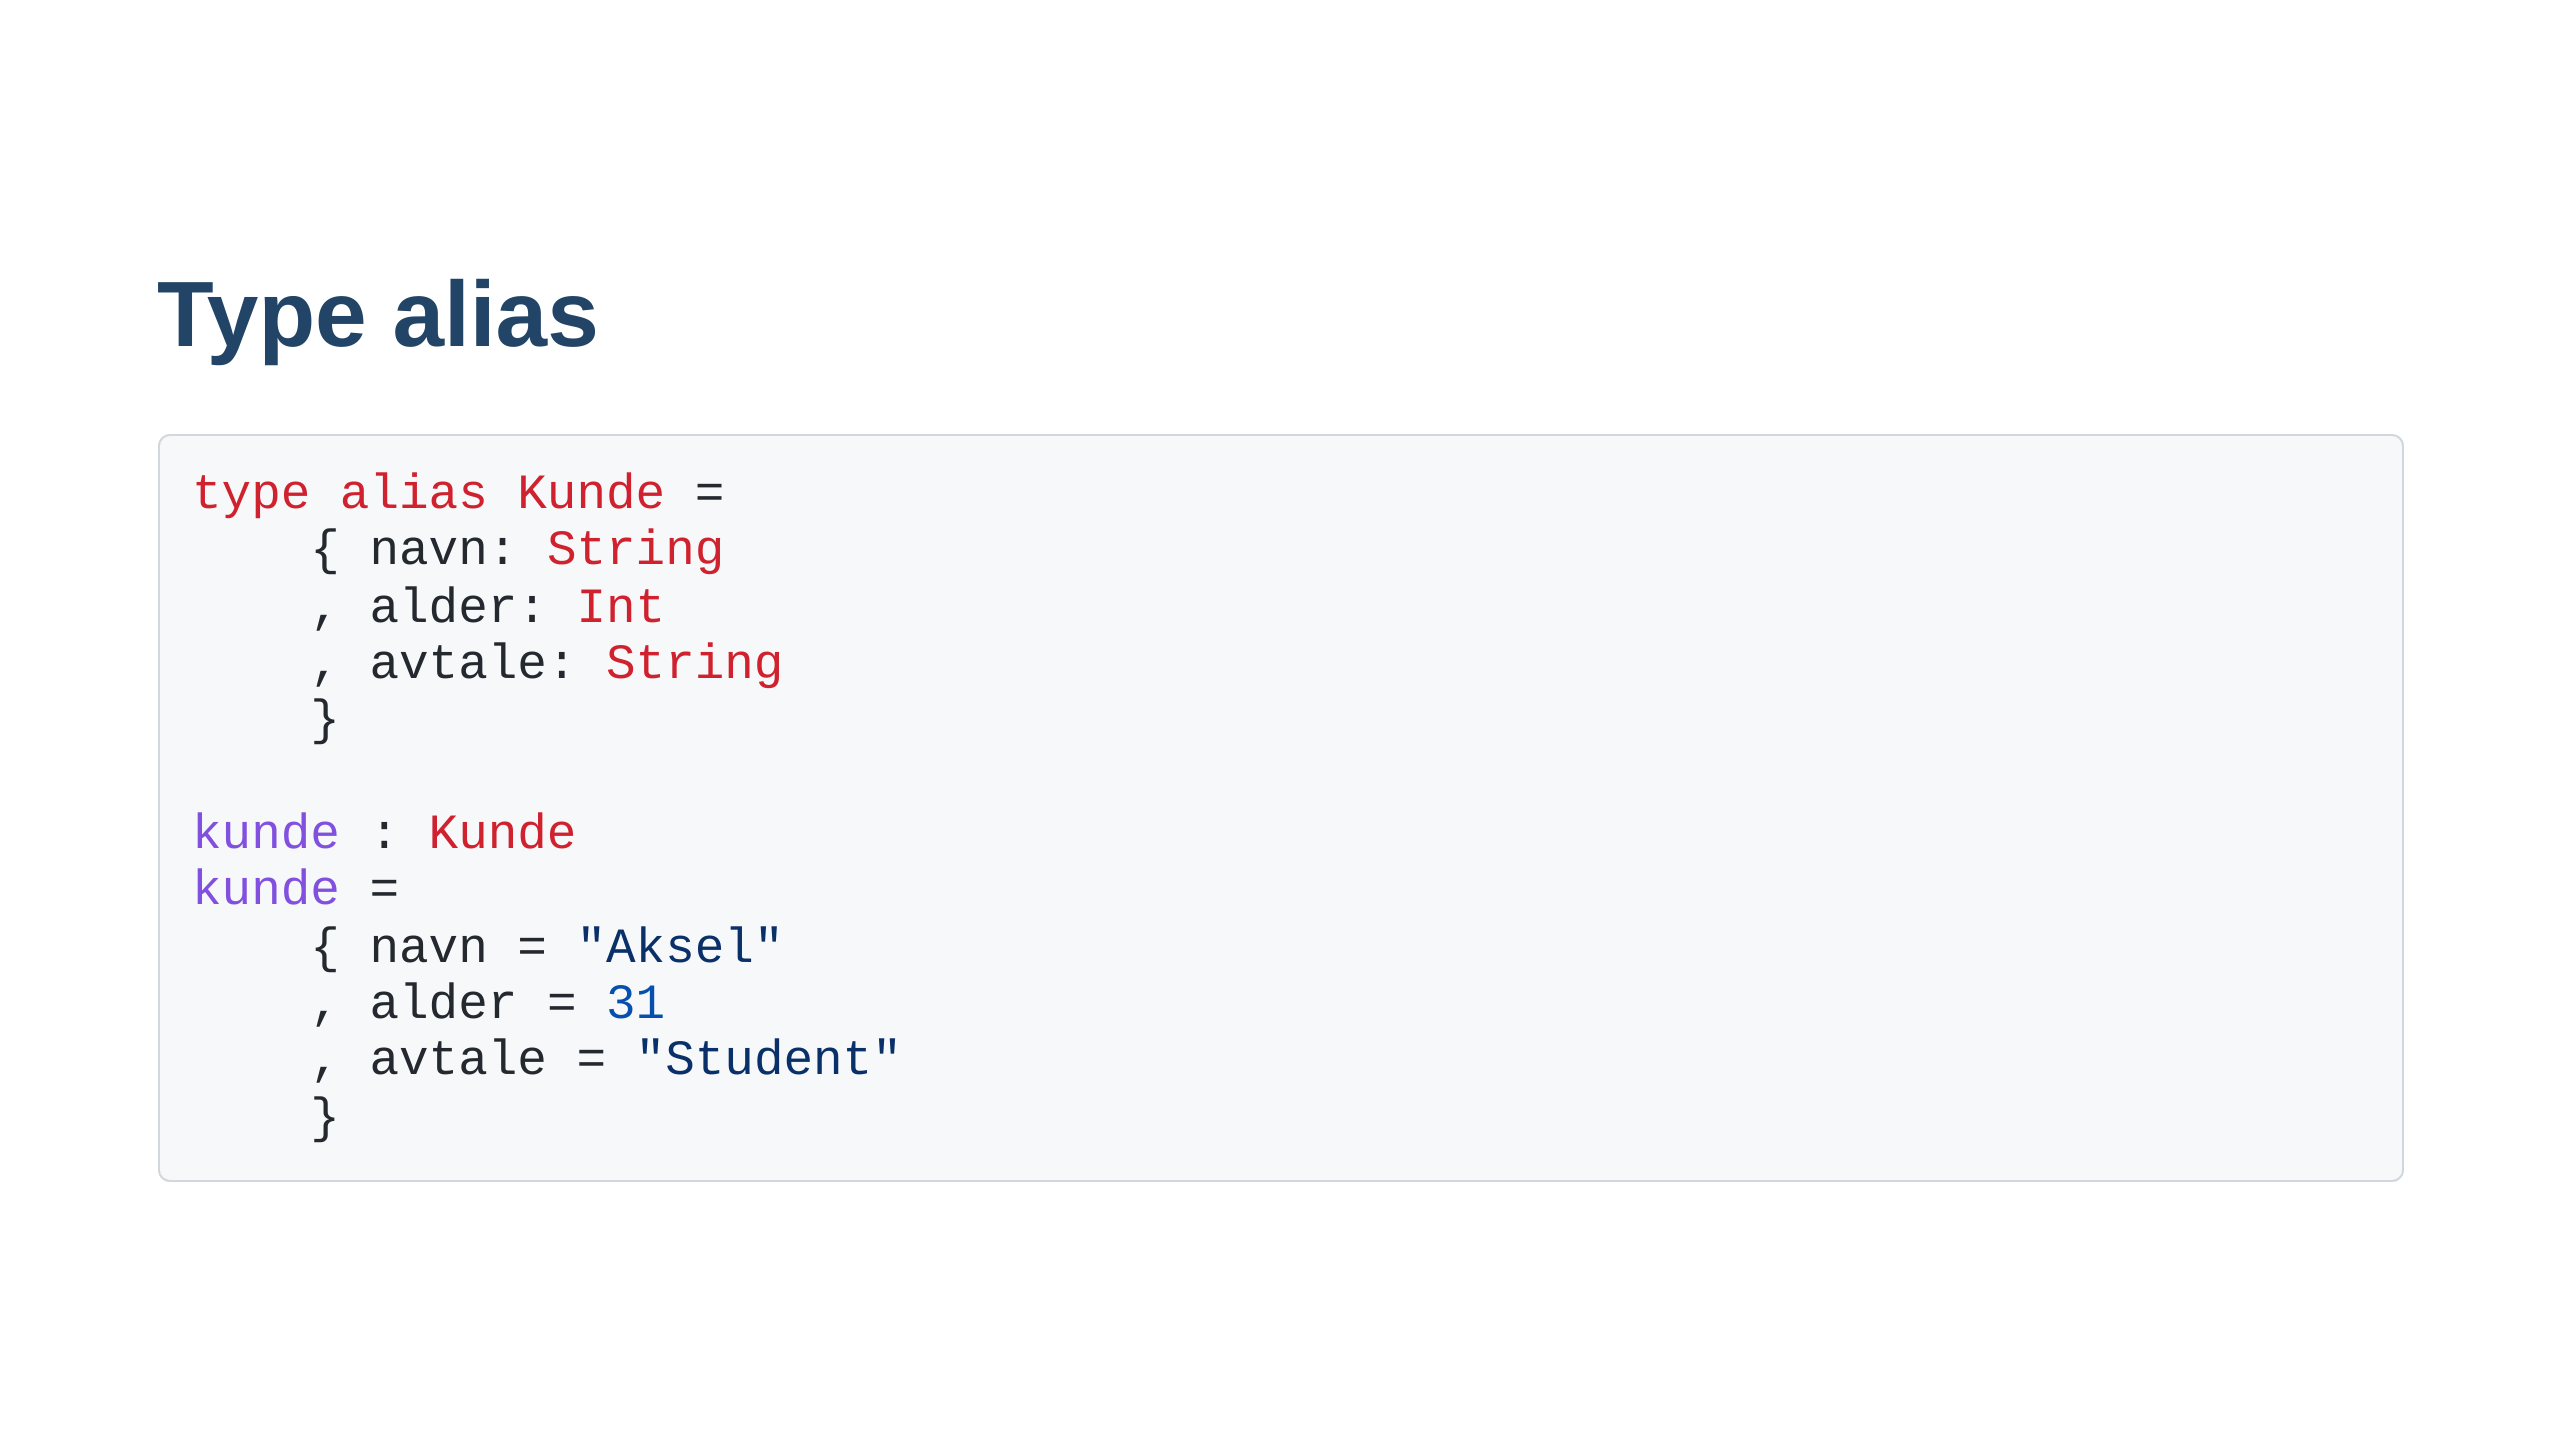 Type alias
type alias Kunde =
    { navn: String
    , alder: Int
    , avtale: String
    }

kunde : Kunde
kunde =
    { navn = "Aksel"
    , alder = 31
    , avtale = "Student"
    }